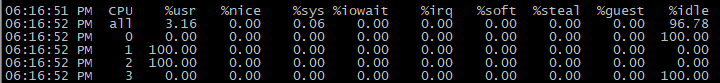 06:16:51 PM  CPU    %usr   %nice    %sys %iowait    %irq   %soft  %steal  %guest   %idle
06:16:52 PM  all    3.16    0.00    0.06    0.00    0.00    0.00    0.00    0.00   96.78
06:16:52 PM    0    0.00    0.00    0.00    0.00    0.00    0.00    0.00    0.00  100.00
06:16:52 PM    1  100.00    0.00    0.00    0.00    0.00    0.00    0.00    0.00    0.00
06:16:52 PM    2  100.00    0.00    0.00    0.00    0.00    0.00    0.00    0.00    0.00
06:16:52 PM    3    0.00    0.00    0.00    0.00    0.00    0.00    0.00    0.00  100.00